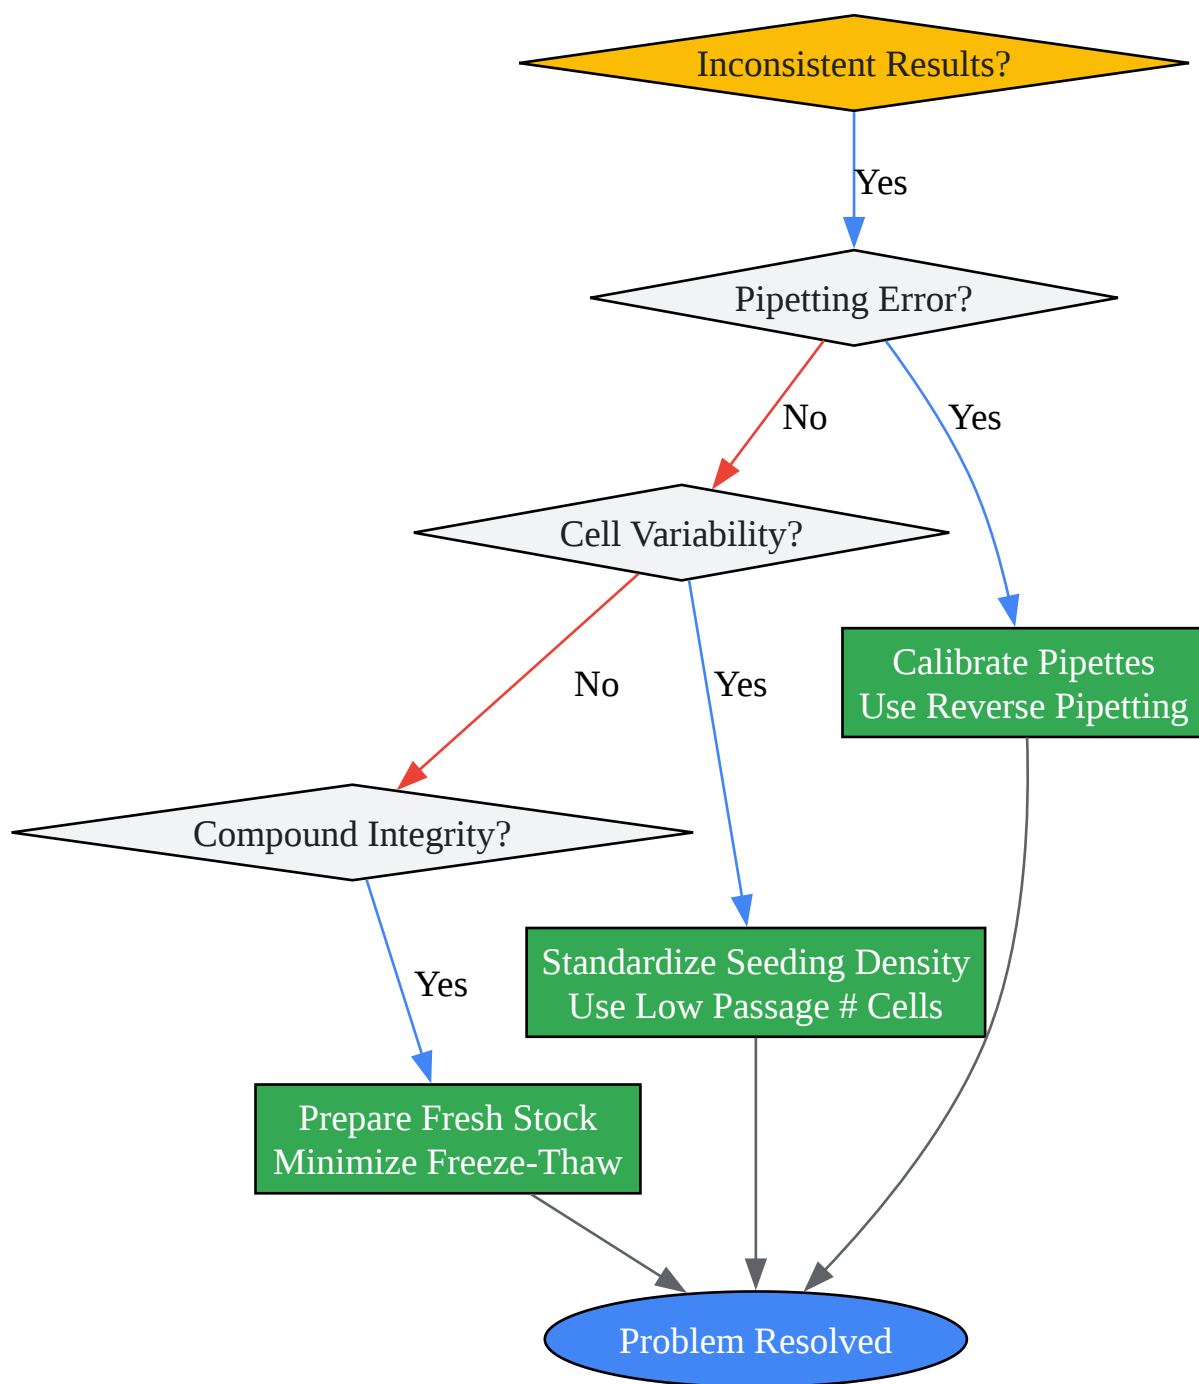 Inconsistent Results?
Yes
Pipetting Error?
No
Yes
Cell Variability?
No
Yes
Calibrate Pipettes
Use Reverse Pipetting
Compound Integrity?
Yes
Standardize Seeding Density
Use Low Passage # Cells
Prepare Fresh Stock
Minimize Freeze-Thaw
Problem Resolved